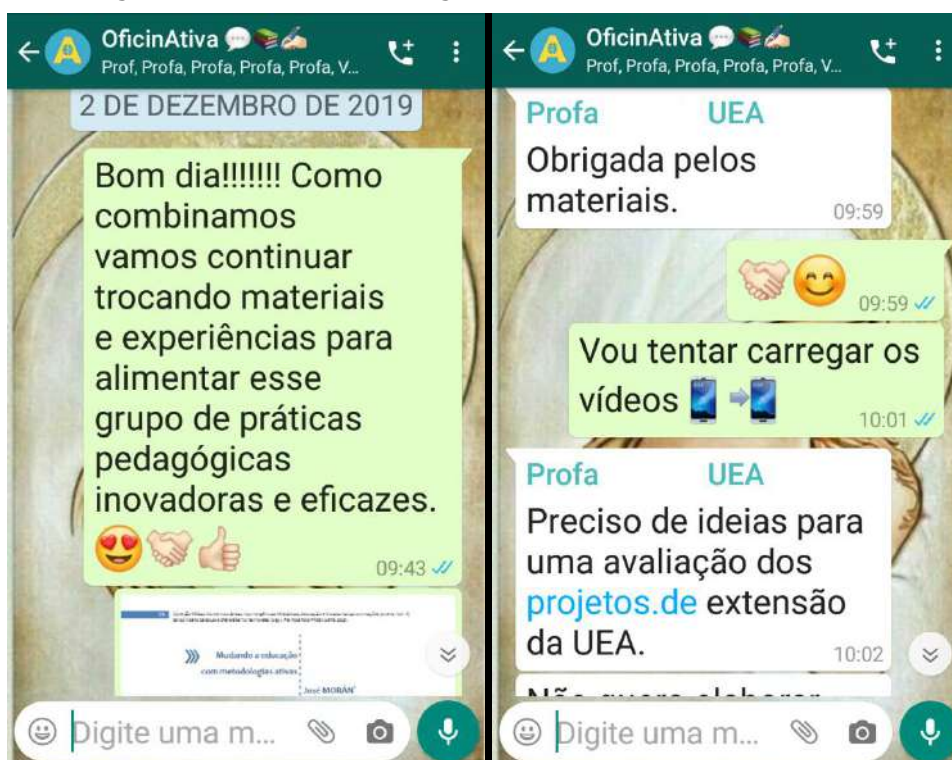 OficinAtiva 💬📚✍🏻
Prof, Profa, Profa, Profa, Profa, V...
2 DE DEZEMBRO DE 2019
Bom dia!!!!!!! Como
combinamos
vamos continuar
trocando materiais
e experiências para
alimentar esse
grupo de práticas
pedagógicas
inovadoras e eficazes.
😍🤝🏻👍🏻
09:43
Mudando a educação
com metodologias ativas
José MORÁN
Digite uma m...
OficinAtiva 💬📚✍🏻
Prof, Profa, Profa, Profa, Profa, V...
Profa UEA
Obrigada pelos
materiais.
09:59
🤝🏻😊
09:59
Vou tentar carregar os
vídeos 📲
10:01
Profa UEA
Preciso de ideias para
uma avaliação dos
projetos.de extensão
da UEA.
10:02
Digite uma m...